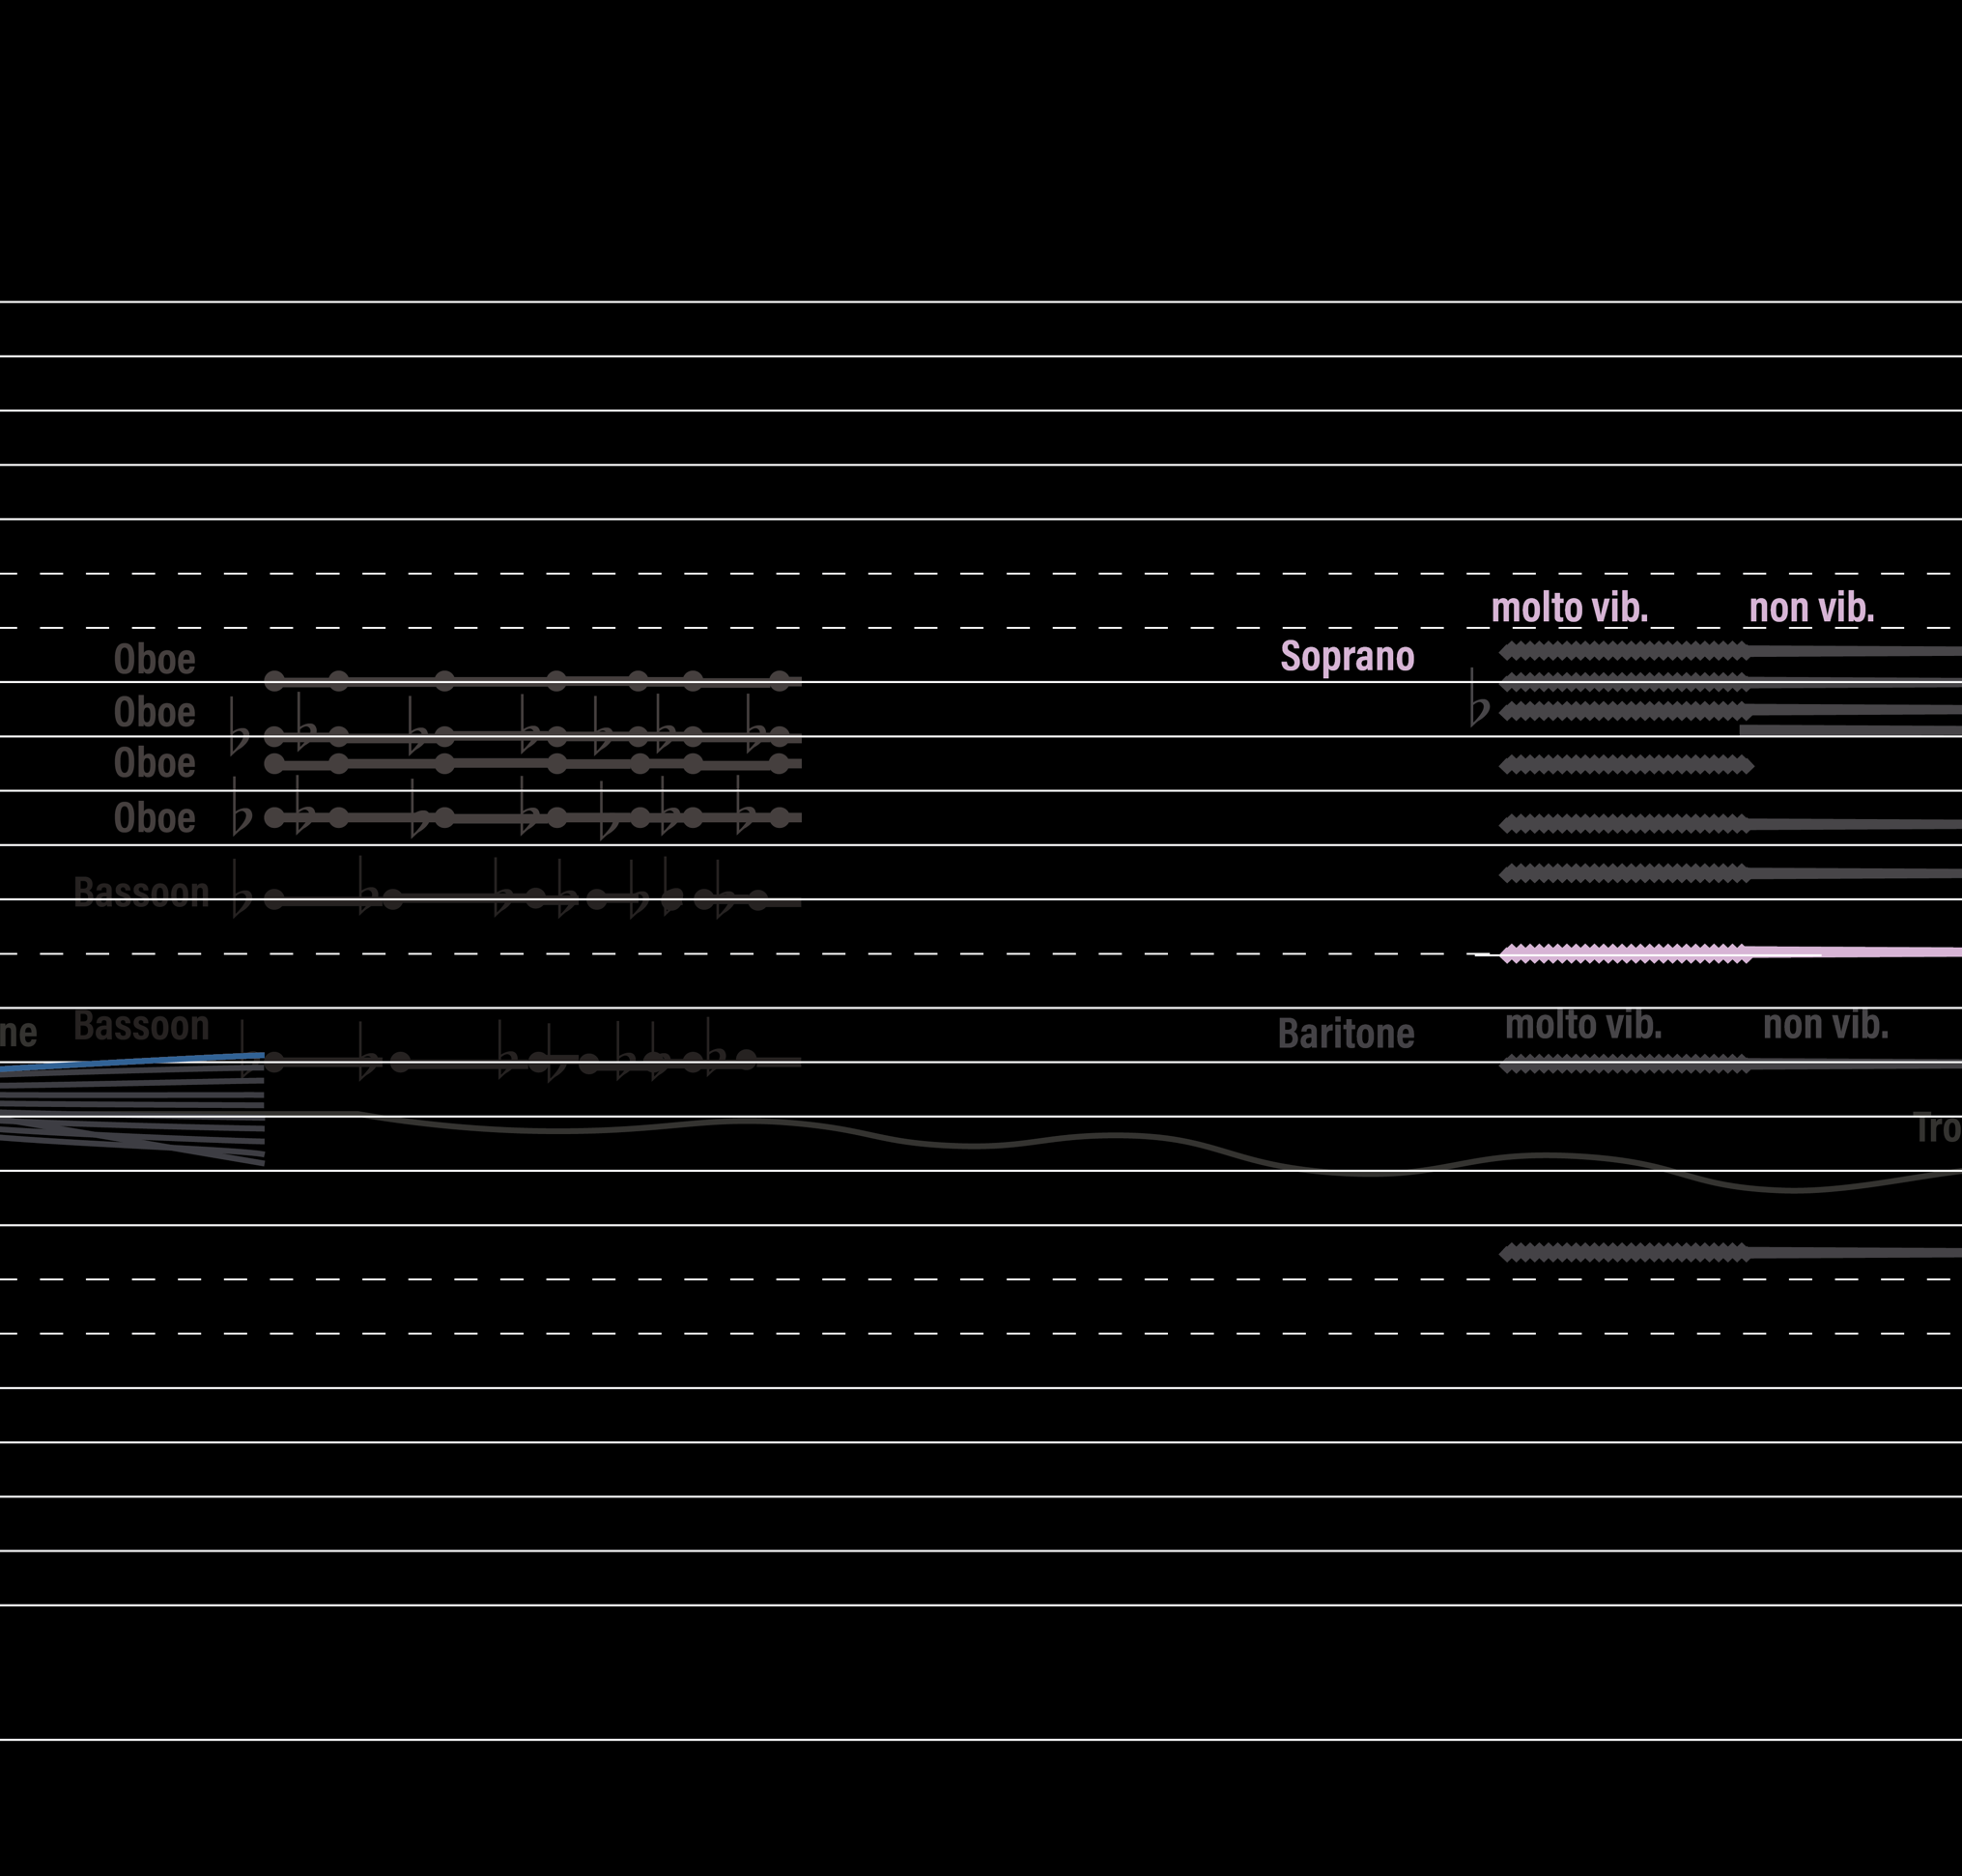 molto vib. non vib.
Oboe
Soprano
Oboe
Oboe
Oboe
Bassoon
ne
Bassoon
Baritone
molto vib. non vib.
Tro